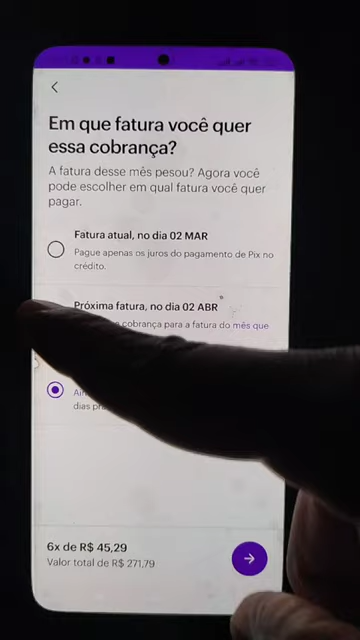 Em que fatura você quer
essa cobrança?
A fatura desse mês pesou? Agora você
pode escolher em qual fatura você quer
pagar.
Fatura atual, no dia 02 MAR
Pague apenas os juros do pagamento de Pix no
crédito.
Próxima fatura, no dia 02 ABR
cobrança para a fatura do mês que
dias
6x de R$ 45,29
Valor total de R$ 271,79